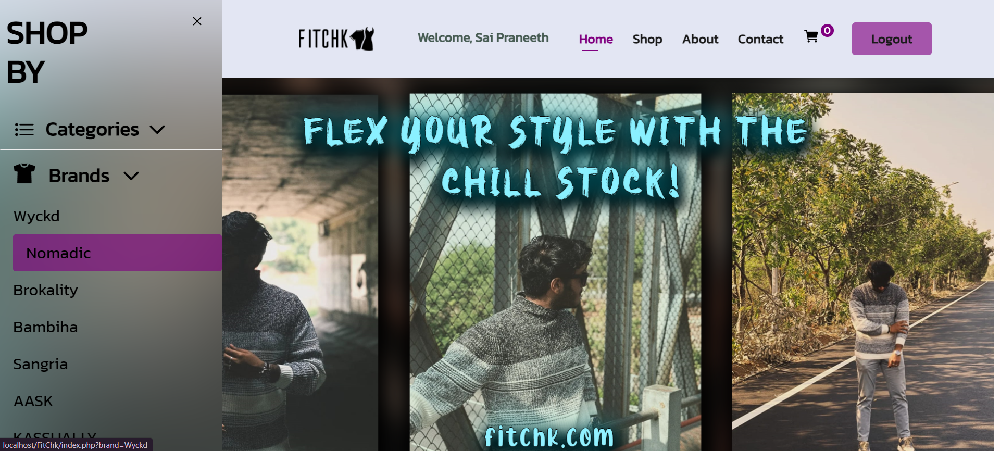 SHOP
BY
Categories
Brands
Wyckd
Nomadic
Brokality
Bambiha
Sangria
AASK
KASSUALLY
localhost/FitChk/index.php?brand=Wyckd
FITCHK
Welcome, Sai Praneeth
Home
Shop
About
Contact
0
Logout
FLEX YOUR STYLE WITH THE
CHILL STOCK!
fitchk.com